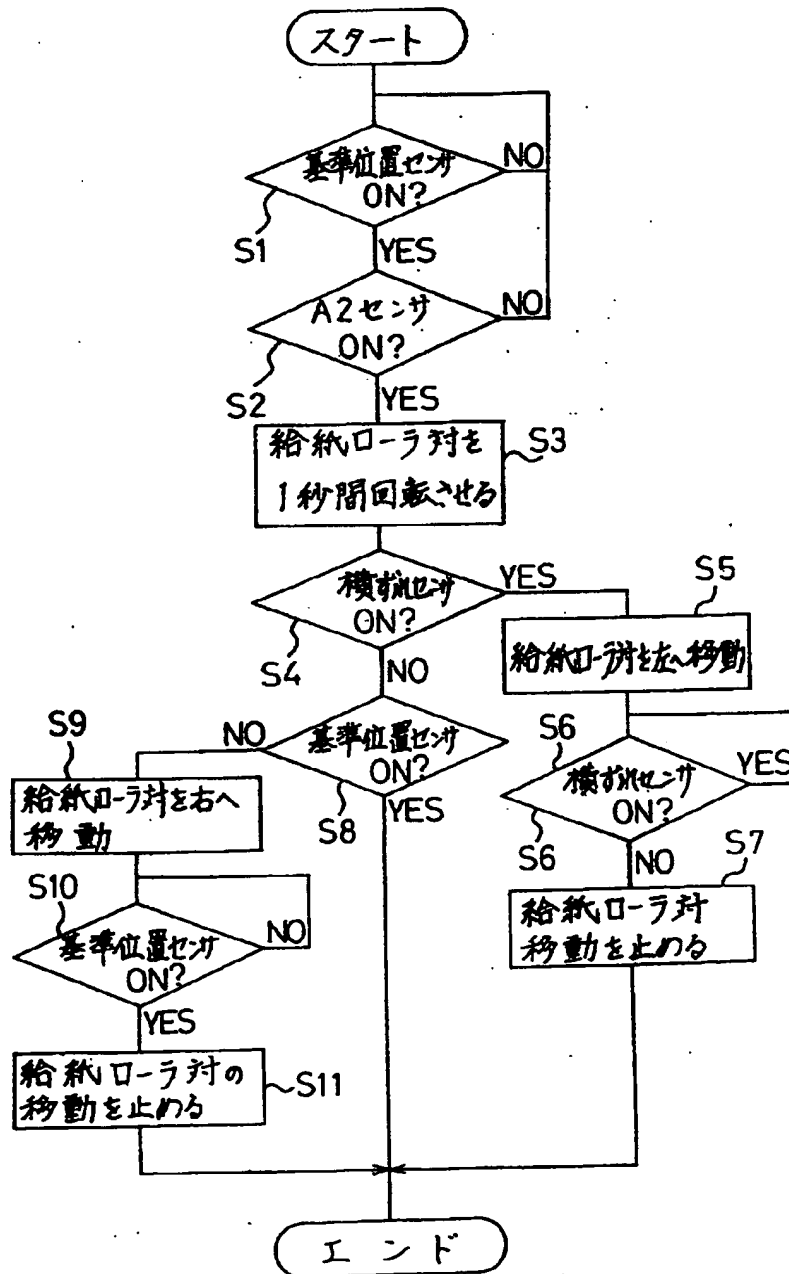 スタート
基準位置センサ
ON?
NO
S1
YES
A2センサ
ON?
NO
S2
YES
給紙ローラ対を
1秒間回転させる
S3
横ずれセンサ
ON?
YES
S4
NO
S5
給紙ローラ対を左へ移動
S6
横ずれセンサ
ON?
YES
S6
NO
S7
給紙ローラ対
移動を止める
基準位置センサ
ON?
NO
S8
YES
S9
給紙ローラ対を右へ
移動
S10
基準位置センサ
ON?
NO
YES
給紙ローラ対の
移動を止める
S11
エンド